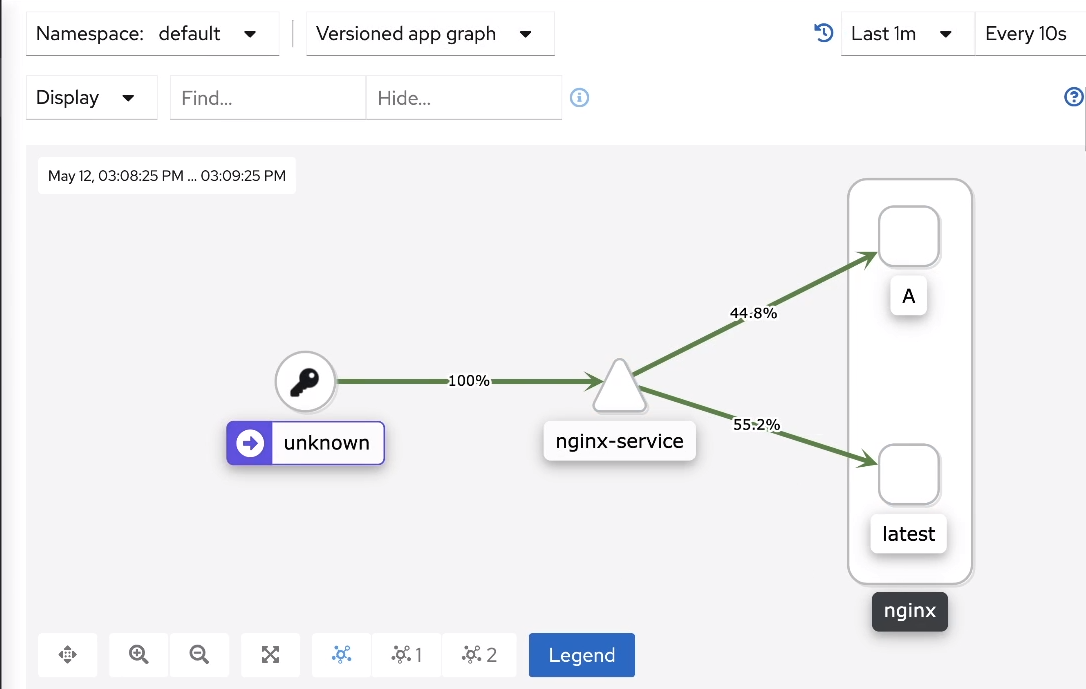 Namespace: default
Versioned app graph
Last 1m
Every 10s
Display
Find...
Hide...
May 12, 03:08:25 PM ... 03:09:25 PM
A
44.8%
100%
55.2%
unknown
nginx-service
latest
nginx
1
2
Legend